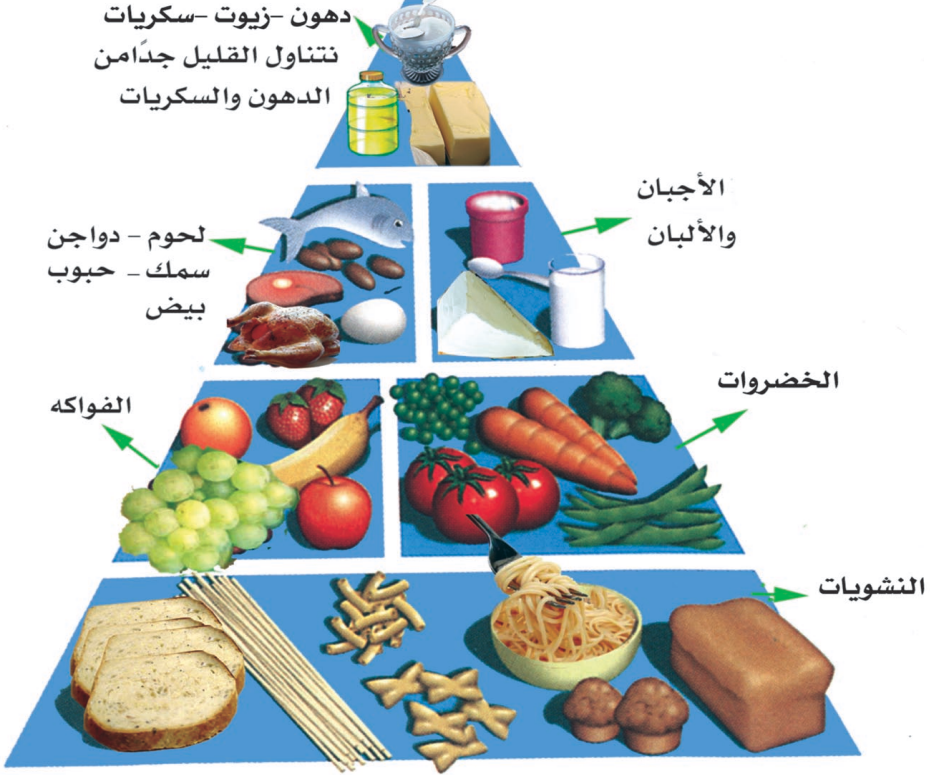 دهون -زيوت -سكريات
نتناول القليل جدًامن
الدهون والسكريات
الأجبان
والألبان
لحوم - دواجن
سمك - حبوب
بيض
الخضروات
الفواكه
النشويات